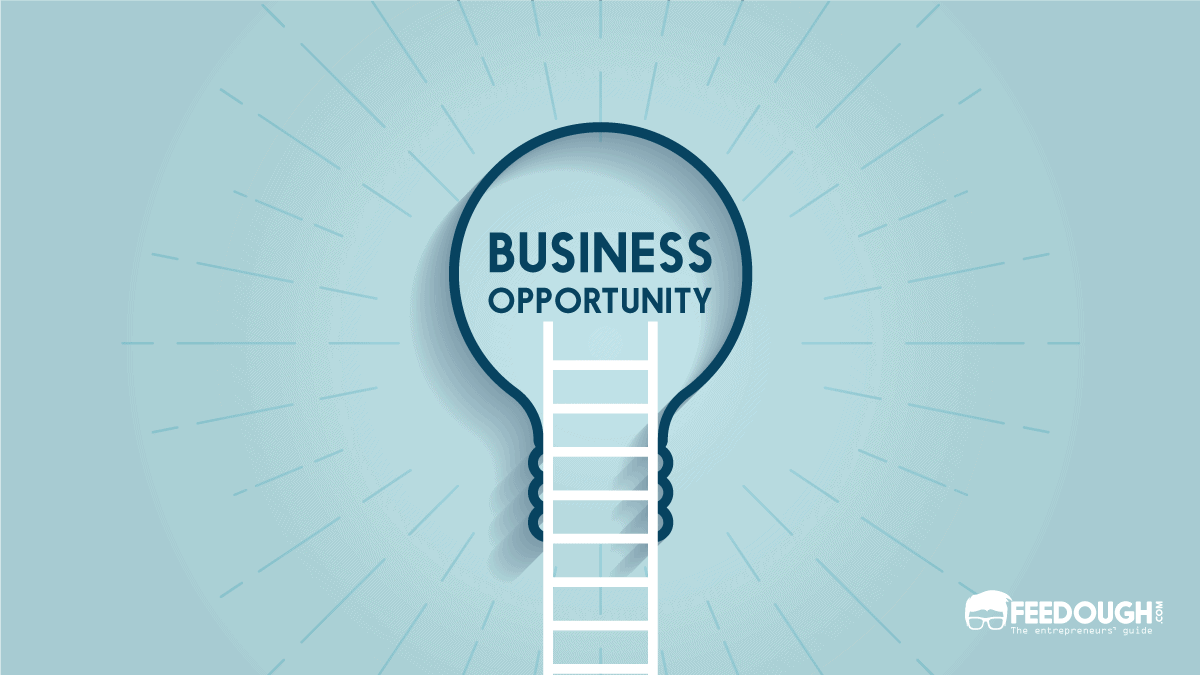 BUSINESS
OPPORTUNITY
FEEDOUGH.COM
The entrepreneurs' guide